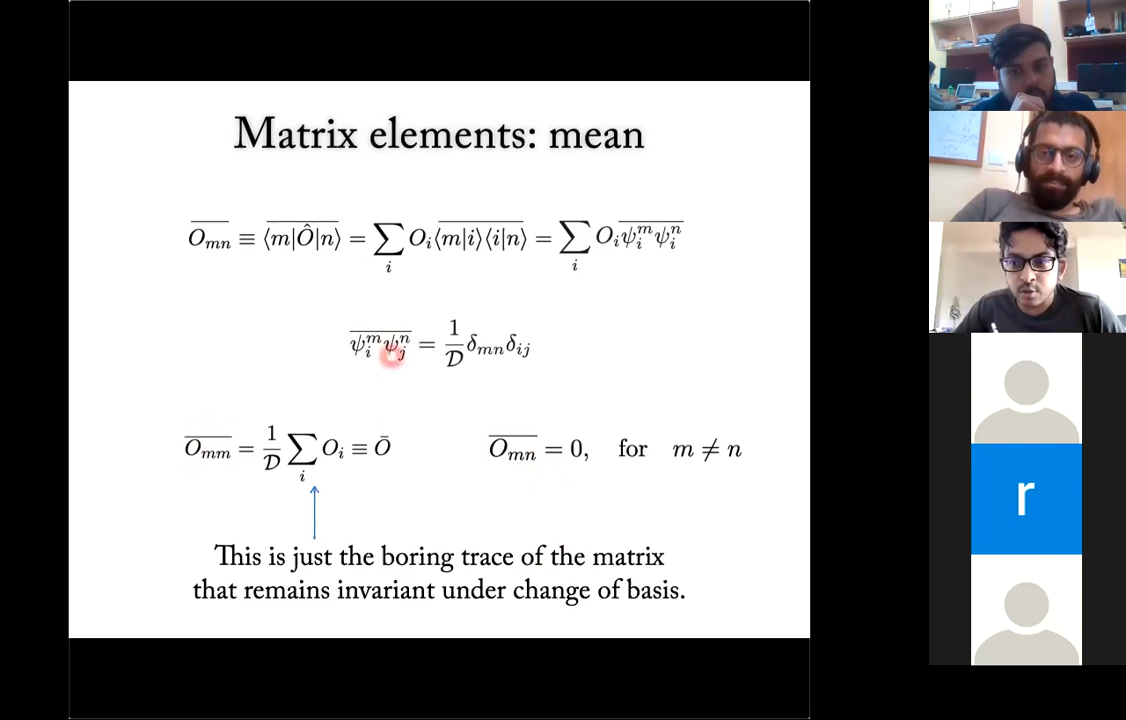 Matrix elements: mean
$\overline{O_{mn}} \equiv \overline{\langle m|\hat{O}|n\rangle} = \sum_i O_i \overline{\langle m|i\rangle\langle i|n\rangle} = \sum_i O_i \overline{\psi_i^m \psi_i^n}$
$\overline{\psi_i^m \psi_j^n} = \frac{1}{\mathcal{D}} \delta_{mn} \delta_{ij}$
$\overline{O_{mm}} = \frac{1}{\mathcal{D}} \sum_i O_i \equiv \bar{O}$ $\overline{O_{mn}} = 0, \quad \text{for} \quad m \neq n$
This is just the boring trace of the matrix
that remains invariant under change of basis.
r